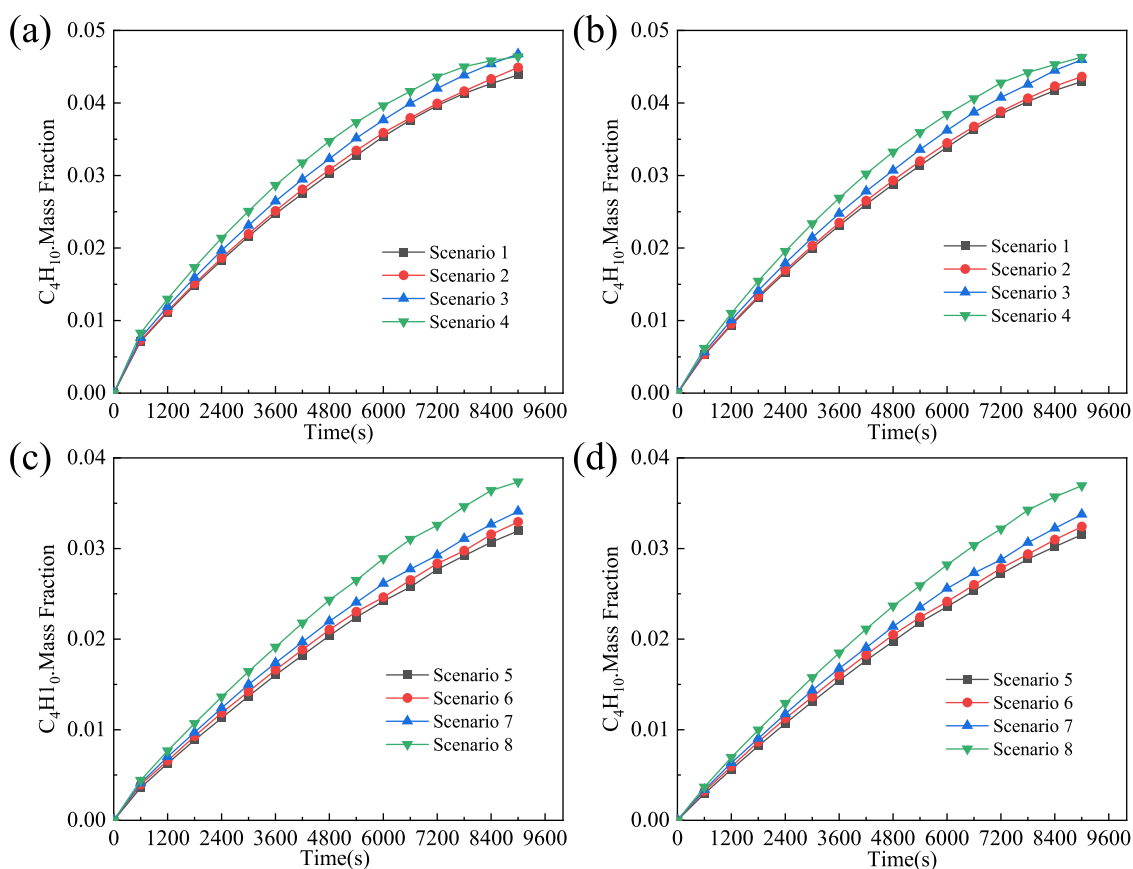 (a)
0.05
0.04
0.03
0.02
0.01
0.00
C₄H₁₀.Mass Fraction
Scenario 1
Scenario 2
Scenario 3
Scenario 4
0 1200 2400 3600 4800 6000 7200 8400 9600
Time(s)
(b)
0.05
0.04
0.03
0.02
0.01
0.00
C₄H₁₀.Mass Fraction
Scenario 1
Scenario 2
Scenario 3
Scenario 4
0 1200 2400 3600 4800 6000 7200 8400 9600
Time(s)
(c)
0.04
0.03
0.02
0.01
0.00
C₄H1₀.Mass Fraction
Scenario 5
Scenario 6
Scenario 7
Scenario 8
0 1200 2400 3600 4800 6000 7200 8400 9600
Time(s)
(d)
0.04
0.03
0.02
0.01
0.00
C₄H₁₀.Mass Fraction
Scenario 5
Scenario 6
Scenario 7
Scenario 8
0 1200 2400 3600 4800 6000 7200 8400 9600
Time(s)